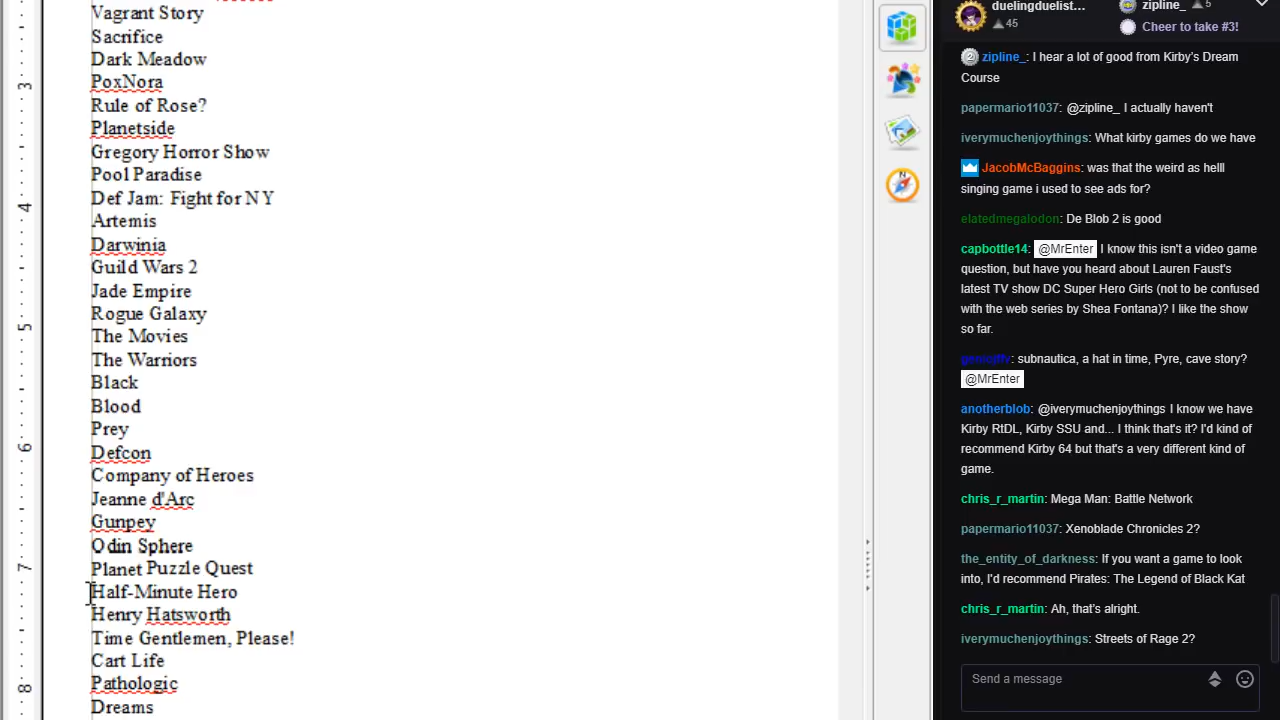 Vagrant Story
Sacrifice
Dark Meadow
PoxNora
Rule of Rose?
Planetside
Gregory Horror Show
Pool Paradise
Def Jam: Fight for NY
Artemis
Darwinia
Guild Wars 2
Jade Empire
Rogue Galaxy
The Movies
The Warriors
Black
Blood
Prey
Defcon
Company of Heroes
Jeanne d'Arc
Gunpey
Odin Sphere
Planet Puzzle Quest
Half-Minute Hero
Henry Hatsworth
Time Gentlemen, Please!
Cart Life
Pathologic
Dreams
3
4
5
6
7
8
N
duelingduelist...
45
zipline_ 5
Cheer to take #3!
2 zipline_: I hear a lot of good from Kirby's Dream
Course
papermario11037: @zipline_ I actually haven't
iverymuchenjoythings: What kirby games do we have
JacobMcBaggins: was that the weird as helll
singing game i used to see ads for?
elatedmegalodon: De Blob 2 is good
capbottle14: @MrEnter I know this isn't a video game
question, but have you heard about Lauren Faust's
latest TV show DC Super Hero Girls (not to be confused
with the web series by Shea Fontana)? I like the show
so far.
subnautica, a hat in time, Pyre, cave story?
@MrEnter
anotherblob: @iverymuchenjoythings I know we have
Kirby RtDL, Kirby SSU and... I think that's it? I'd kind of
recommend Kirby 64 but that's a very different kind of
game.
chris_r_martin: Mega Man: Battle Network
papermario11037: Xenoblade Chronicles 2?
the_entity_of_darkness: If you want a game to look
into, I'd recommend Pirates: The Legend of Black Kat
chris_r_martin: Ah, that's alright.
iverymuchenjoythings: Streets of Rage 2?
Send a message